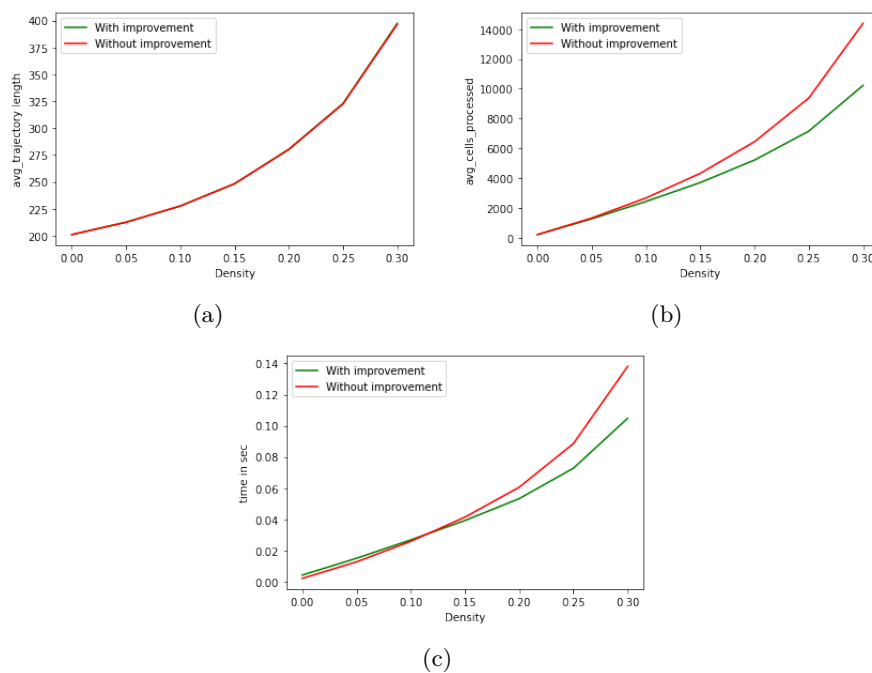 With improvement
Without improvement
avg_trajectory length
400
375
350
325
300
275
250
225
200
0.00 0.05 0.10 0.15 0.20 0.25 0.30
Density
(a)
With improvement
Without improvement
avg_cells_processed
14000
12000
10000
8000
6000
4000
2000
0
0.00 0.05 0.10 0.15 0.20 0.25 0.30
Density
(b)
With improvement
Without improvement
time in sec
0.14
0.12
0.10
0.08
0.06
0.04
0.02
0.00
0.00 0.05 0.10 0.15 0.20 0.25 0.30
Density
(c)